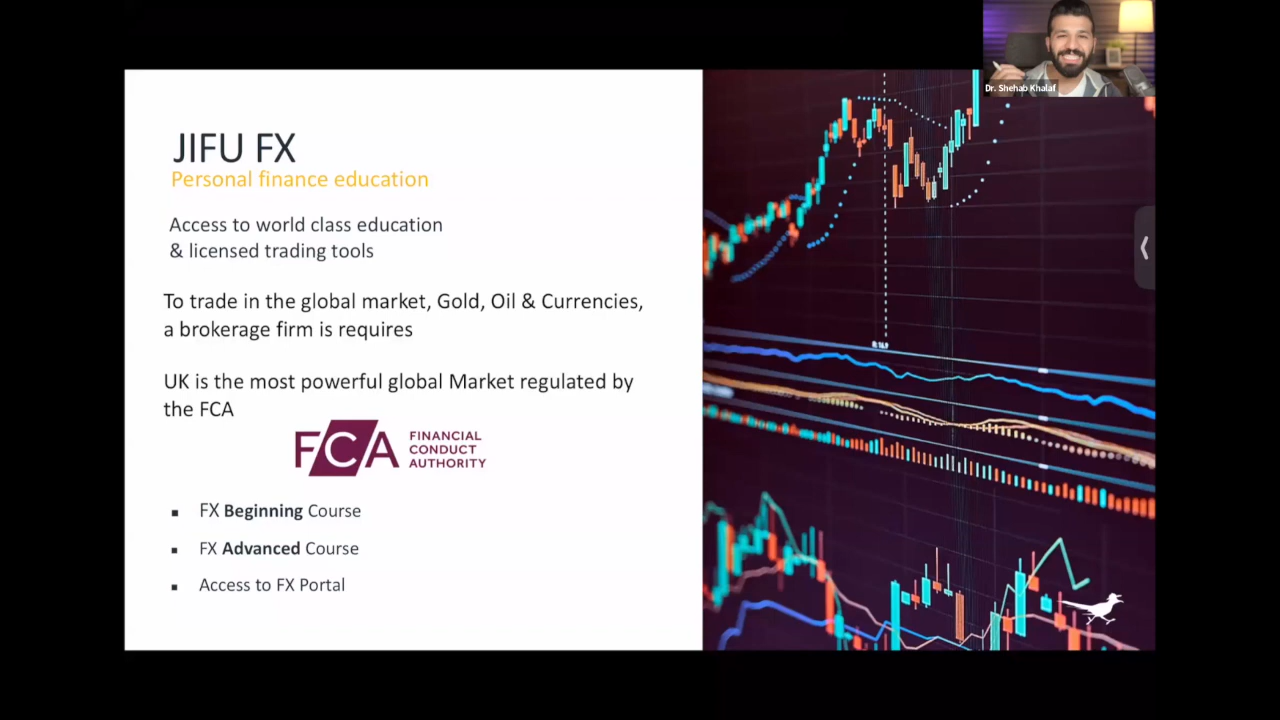 Dr. Shehab Khalaf
JIFU FX
Personal finance education
Access to world class education
& licensed trading tools
To trade in the global market, Gold, Oil & Currencies,
a brokerage firm is requires
UK is the most powerful global Market regulated by
the FCA
FCA
FINANCIAL
CONDUCT
AUTHORITY
▪ FX Beginning Course
▪ FX Advanced Course
▪ Access to FX Portal